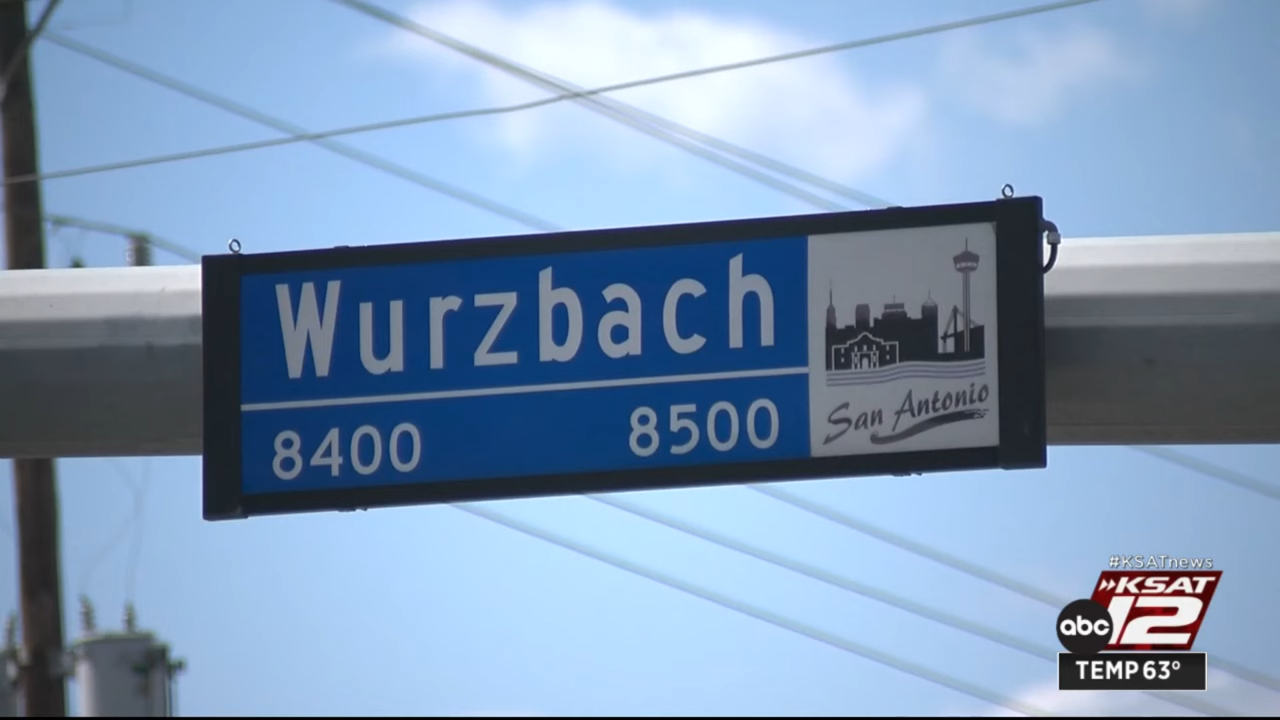 Wurzbach
8400 8500
San Antonio
#KSATnews
KSAT
abc 12
TEMP 63°